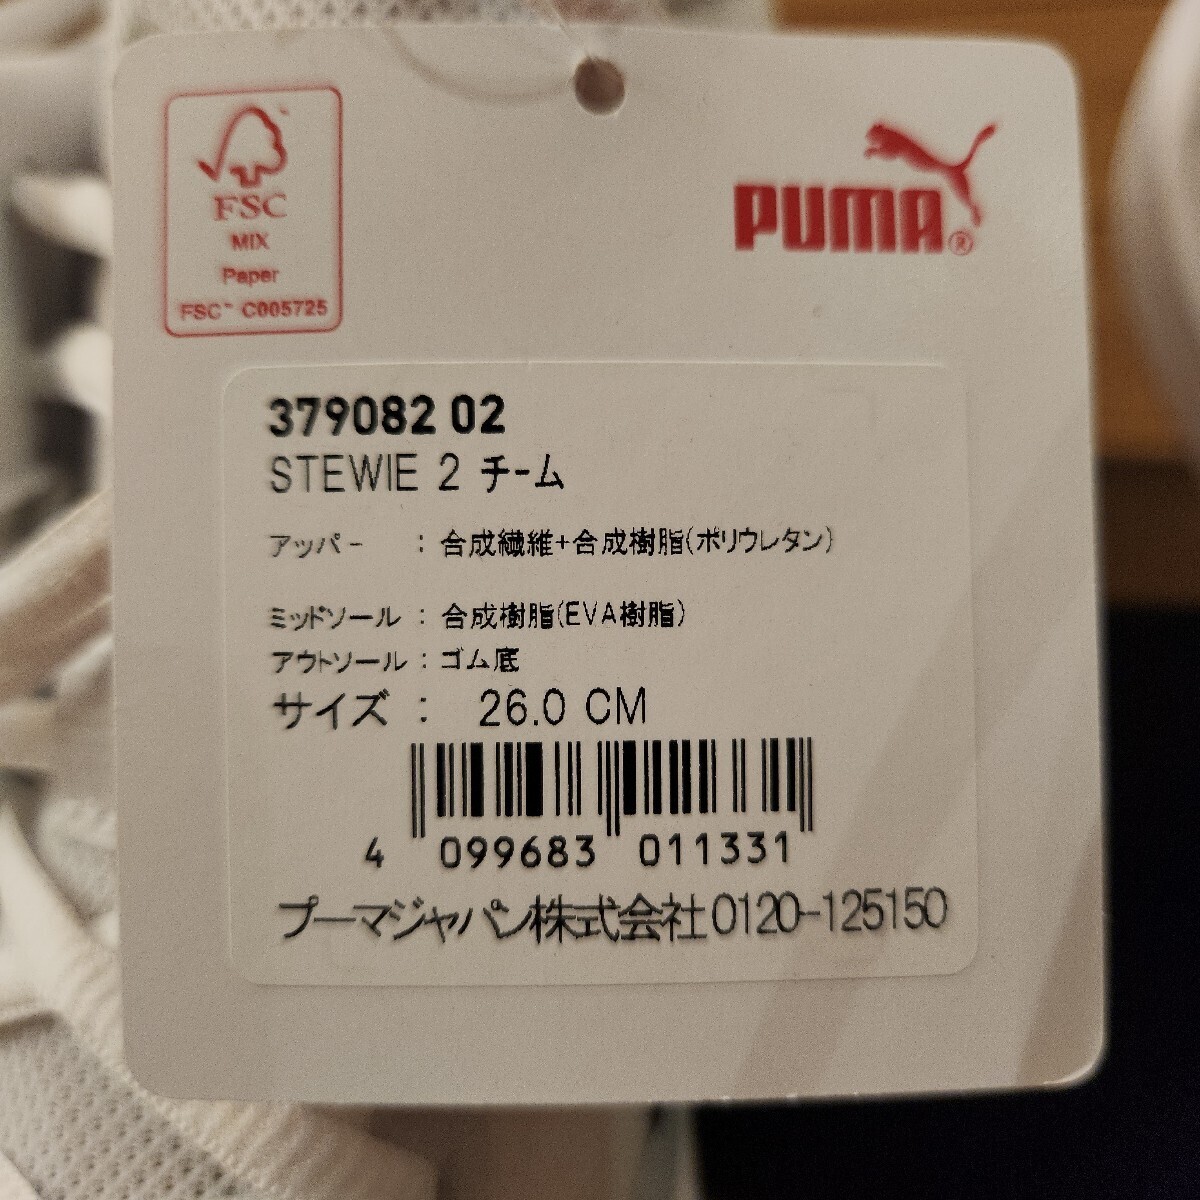 FSC
MIX
Paper
FSC™ C005725
PUMA®
379082 02
STEWIE 2 チーム
アッパー : 合成繊維+合成樹脂(ポリウレタン)
ミッドソール : 合成樹脂(EVA樹脂)
アウトソール : ゴム底
サイズ : 26.0 CM
4 099683 011331
プーマジャパン株式会社0120-125150